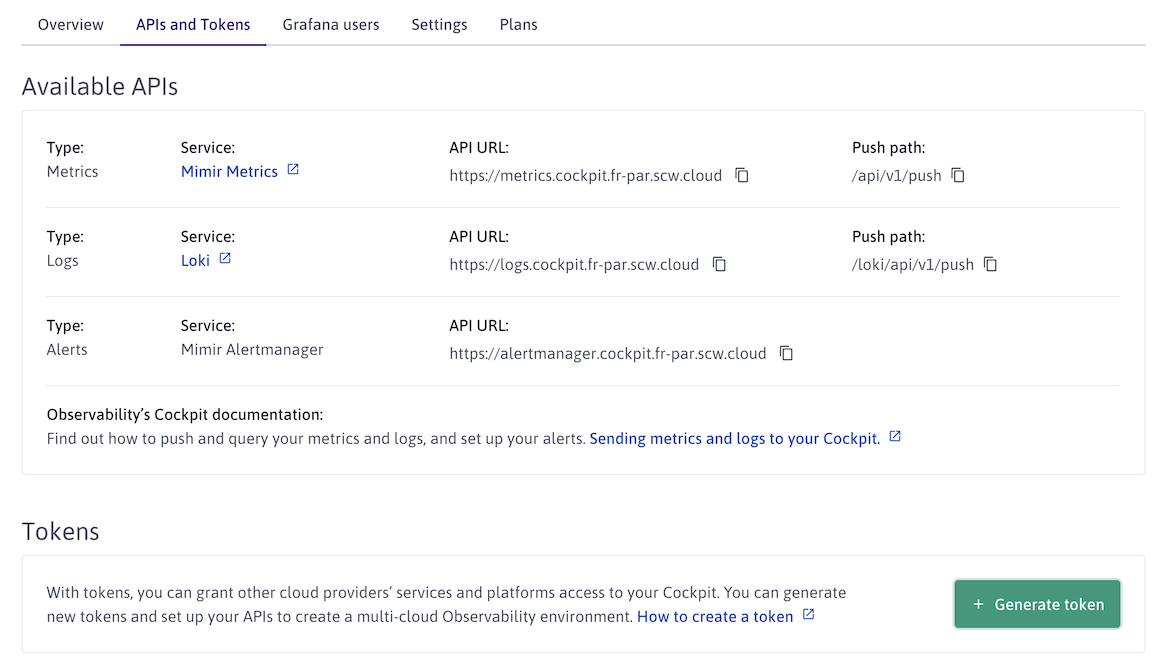 Overview APIs and Tokens Grafana users Settings Plans
Available APIs
Type: Service: API URL: Push path:
Metrics Mimir Metrics https://metrics.cockpit.fr-par.scw.cloud /api/v1/push
Type: Service: API URL: Push path:
Logs Loki https://logs.cockpit.fr-par.scw.cloud /loki/api/v1/push
Type: Service: API URL:
Alerts Mimir Alertmanager https://alertmanager.cockpit.fr-par.scw.cloud
Observability’s Cockpit documentation:
Find out how to push and query your metrics and logs, and set up your alerts. Sending metrics and logs to your Cockpit.
Tokens
With tokens, you can grant other cloud providers’ services and platforms access to your Cockpit. You can generate
new tokens and set up your APIs to create a multi-cloud Observability environment. How to create a token
+ Generate token